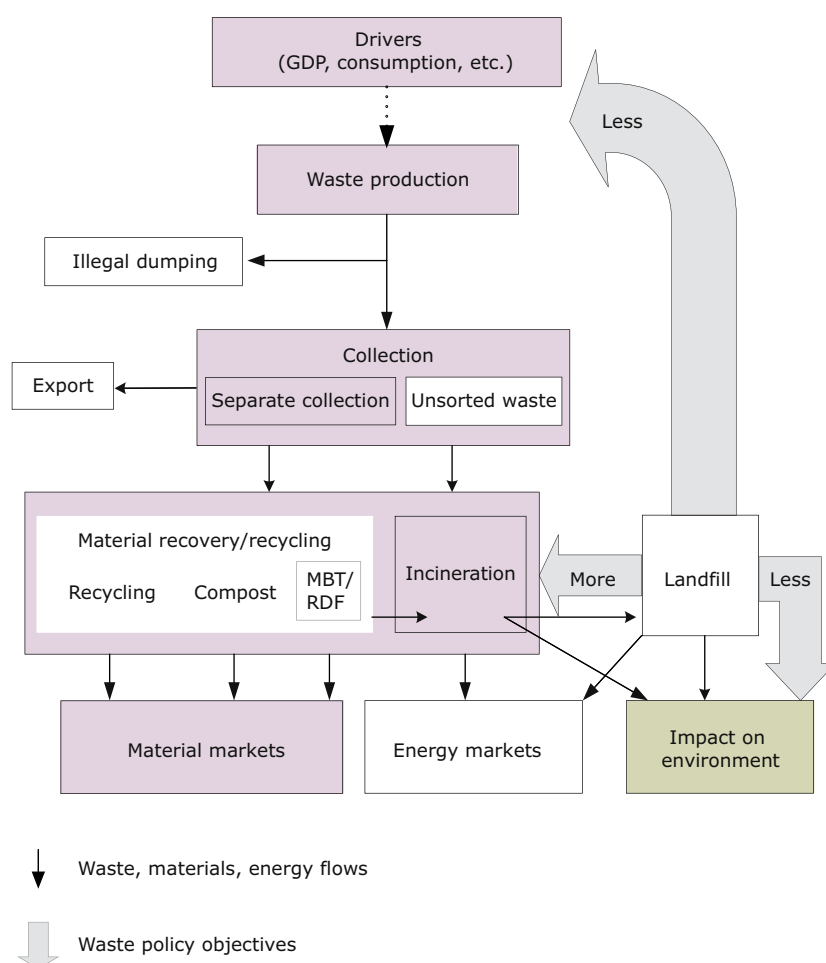 Drivers
(GDP, consumption, etc.)
Less
Waste production
Illegal dumping
Collection
Export
Separate collection
Unsorted waste
Material recovery/recycling
Recycling
Compost
MBT/
RDF
Incineration
More
Landfill
Less
Material markets
Energy markets
Impact on
environment
Waste, materials, energy flows
Waste policy objectives